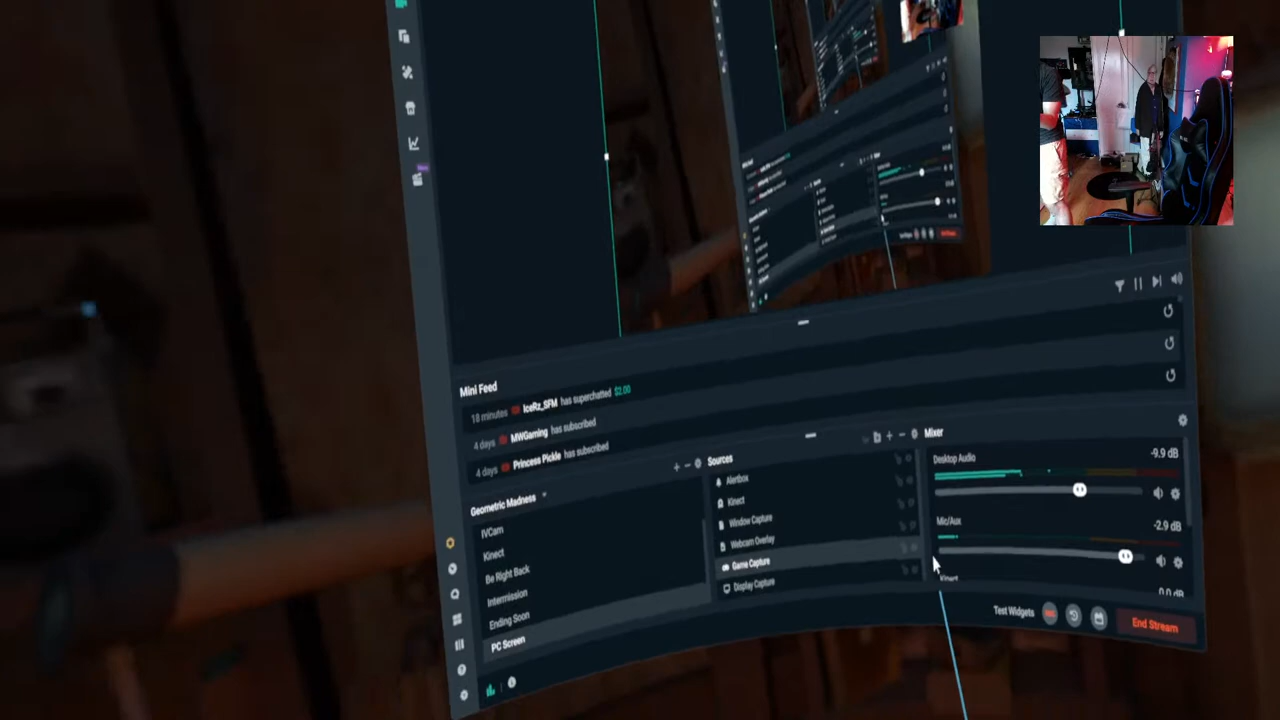 Mini Feed
18 minutes IceRz_SFM has superchatted $2.00
4 days MWGaming has subscribed
4 days Princess Pickle has subscribed
Geometric Madness
IVCam
Kinect
Be Right Back
Intermission
Ending Soon
PC Screen
Sources
Alertbox
Kinect
Window Capture
Webcam Overlay
Game Capture
Display Capture
Mixer
Desktop Audio -9.9 dB
Mic/Aux -2.9 dB
Kinect 0.0 dB
Test Widgets
REC
End Stream